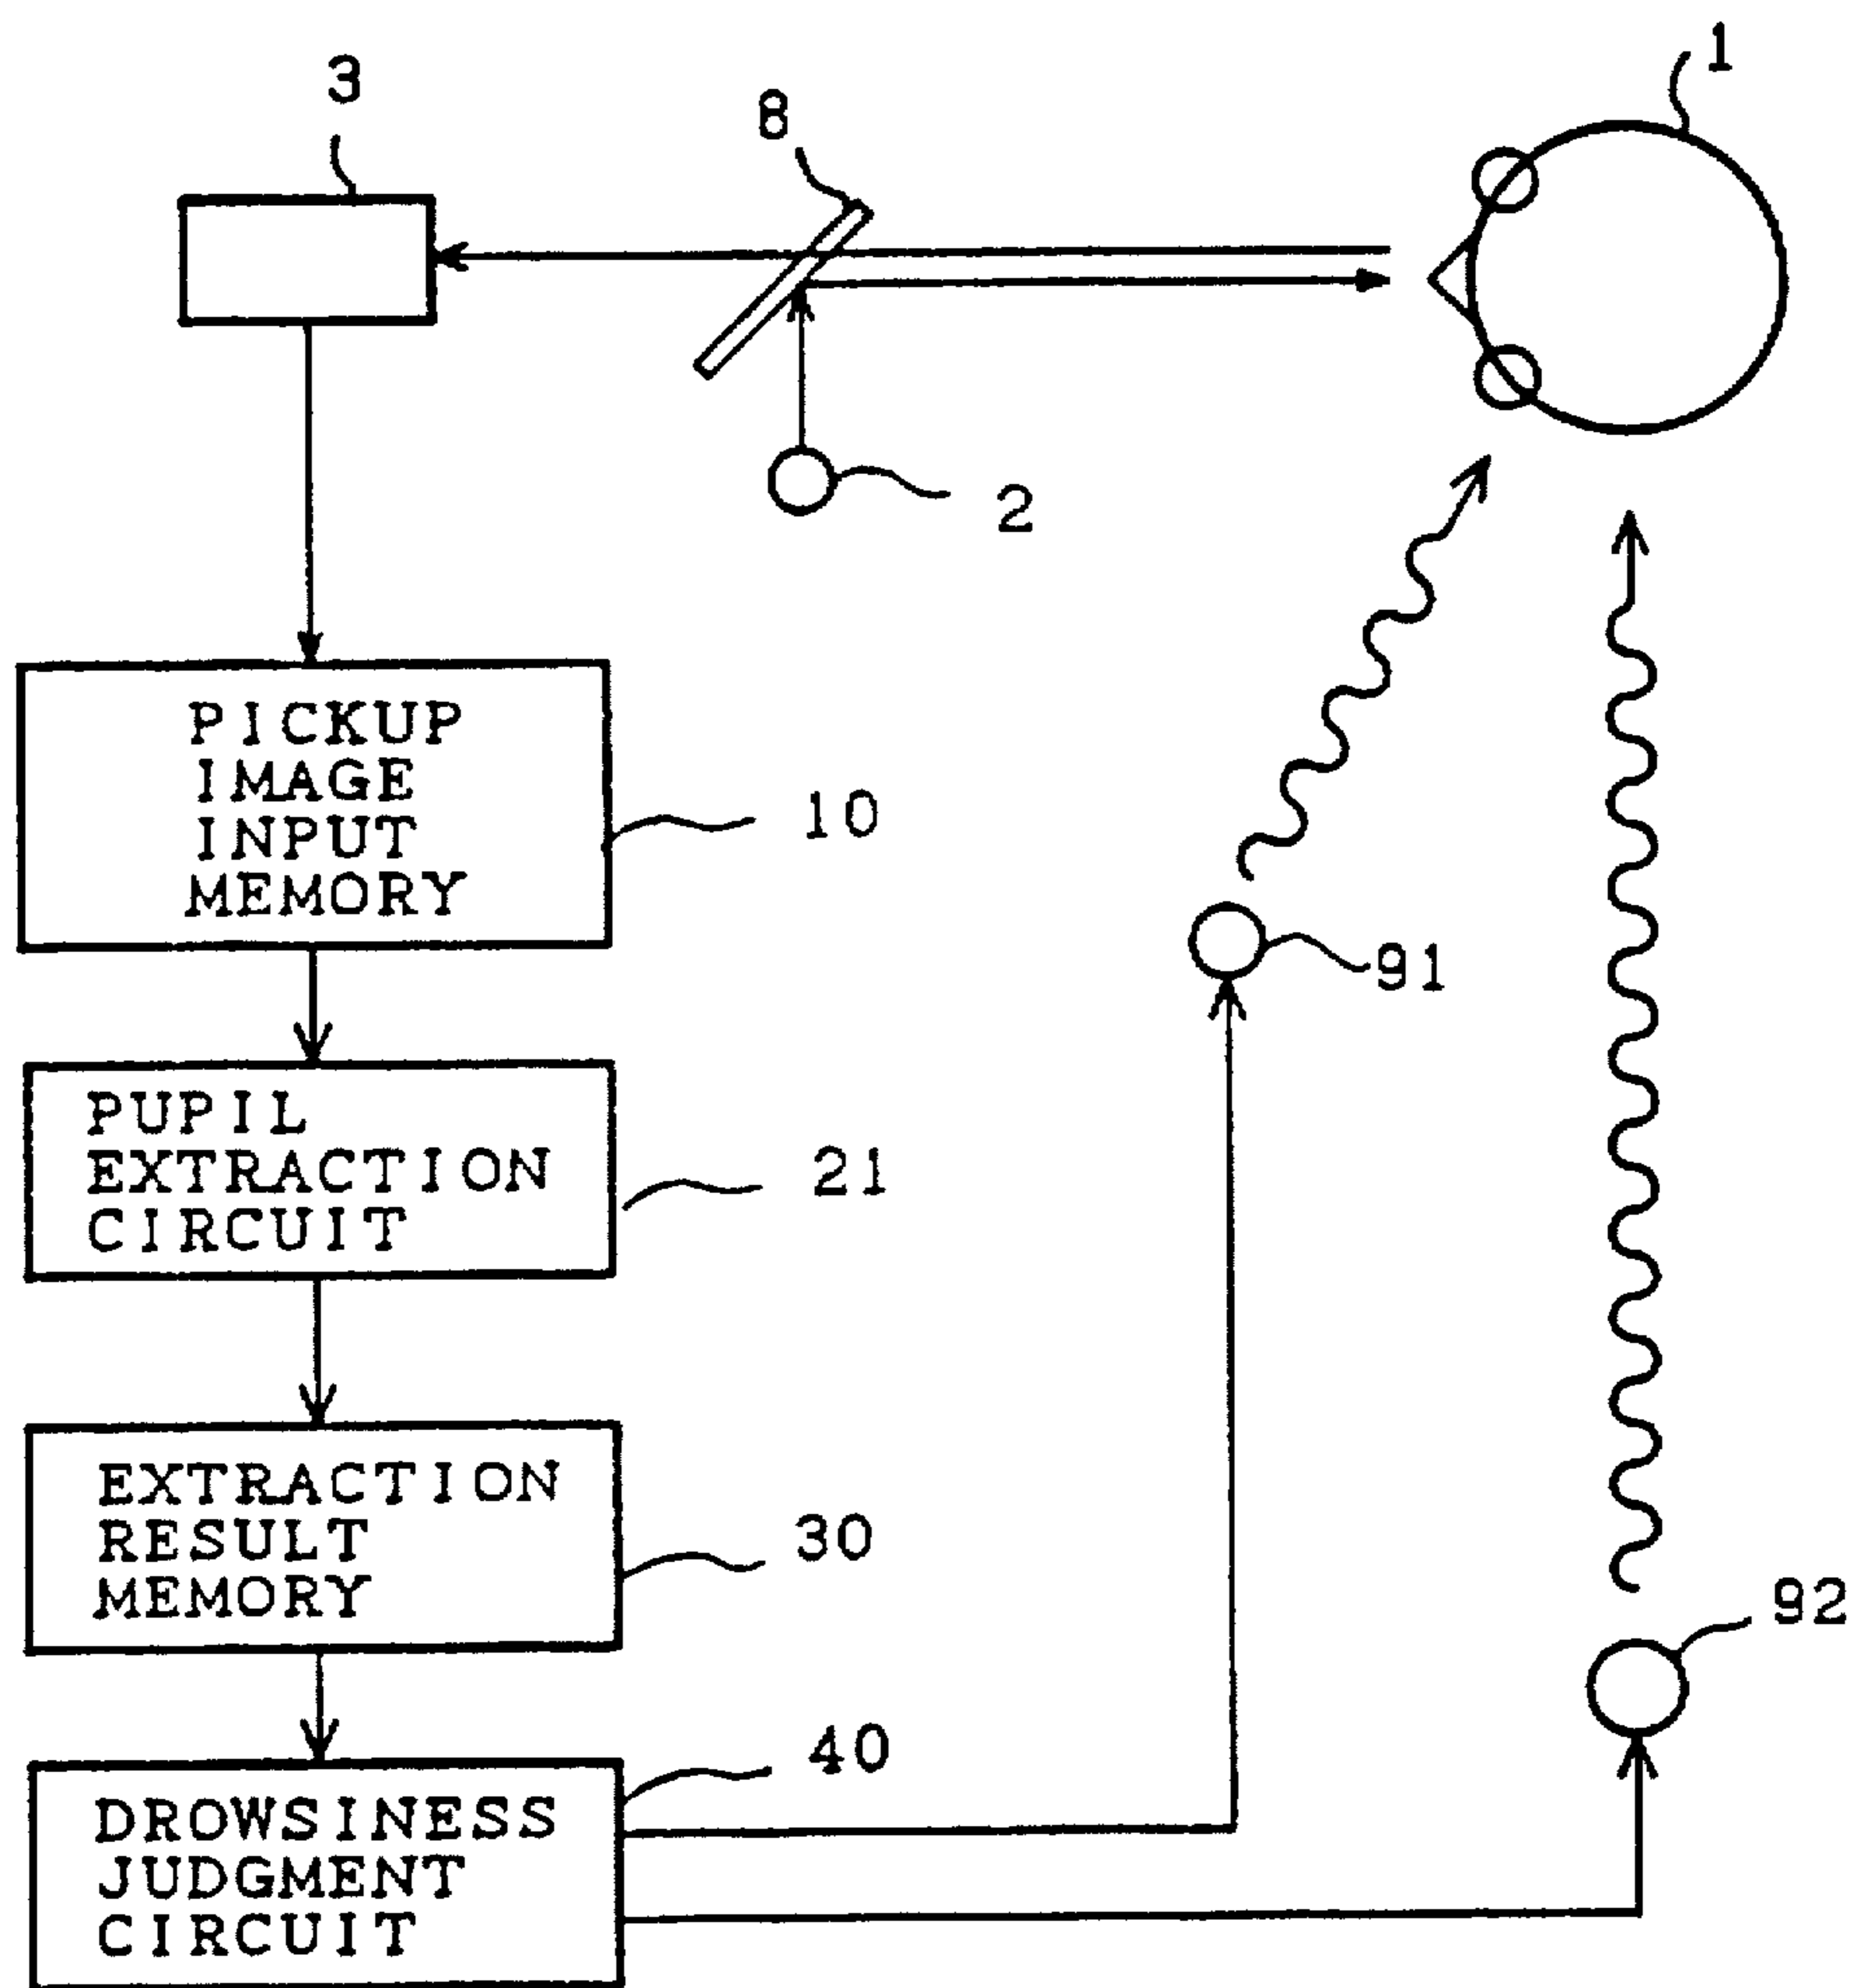 1
3
8
2
PICKUP
IMAGE
INPUT
MEMORY
10
91
PUPIL
EXTRACTION
CIRCUIT
21
EXTRACTION
RESULT
MEMORY
30
92
40
DROWSINESS
JUDGMENT
CIRCUIT